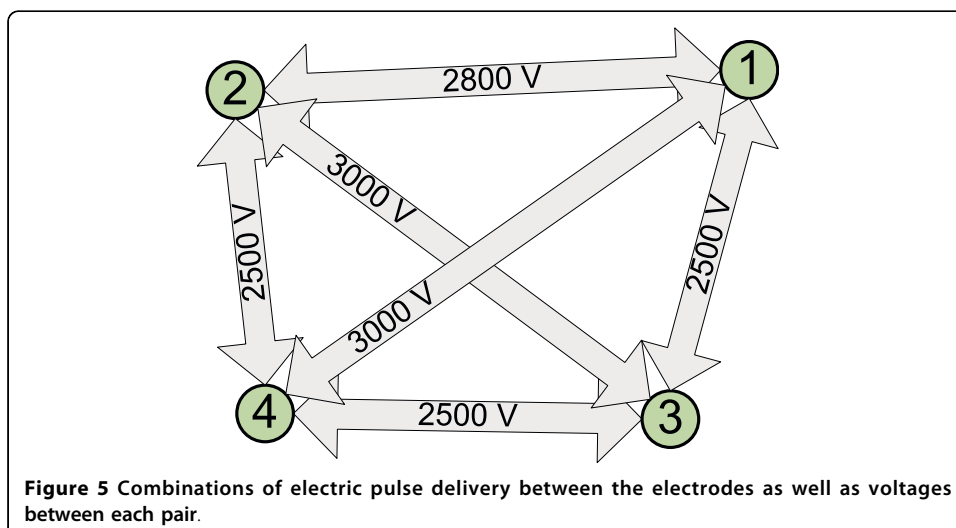 2
2800 V
1
3000 V
2500 V
2500 V
3000 V
4
2500 V
3
Figure 5 Combinations of electric pulse delivery between the electrodes as well as voltages
between each pair.